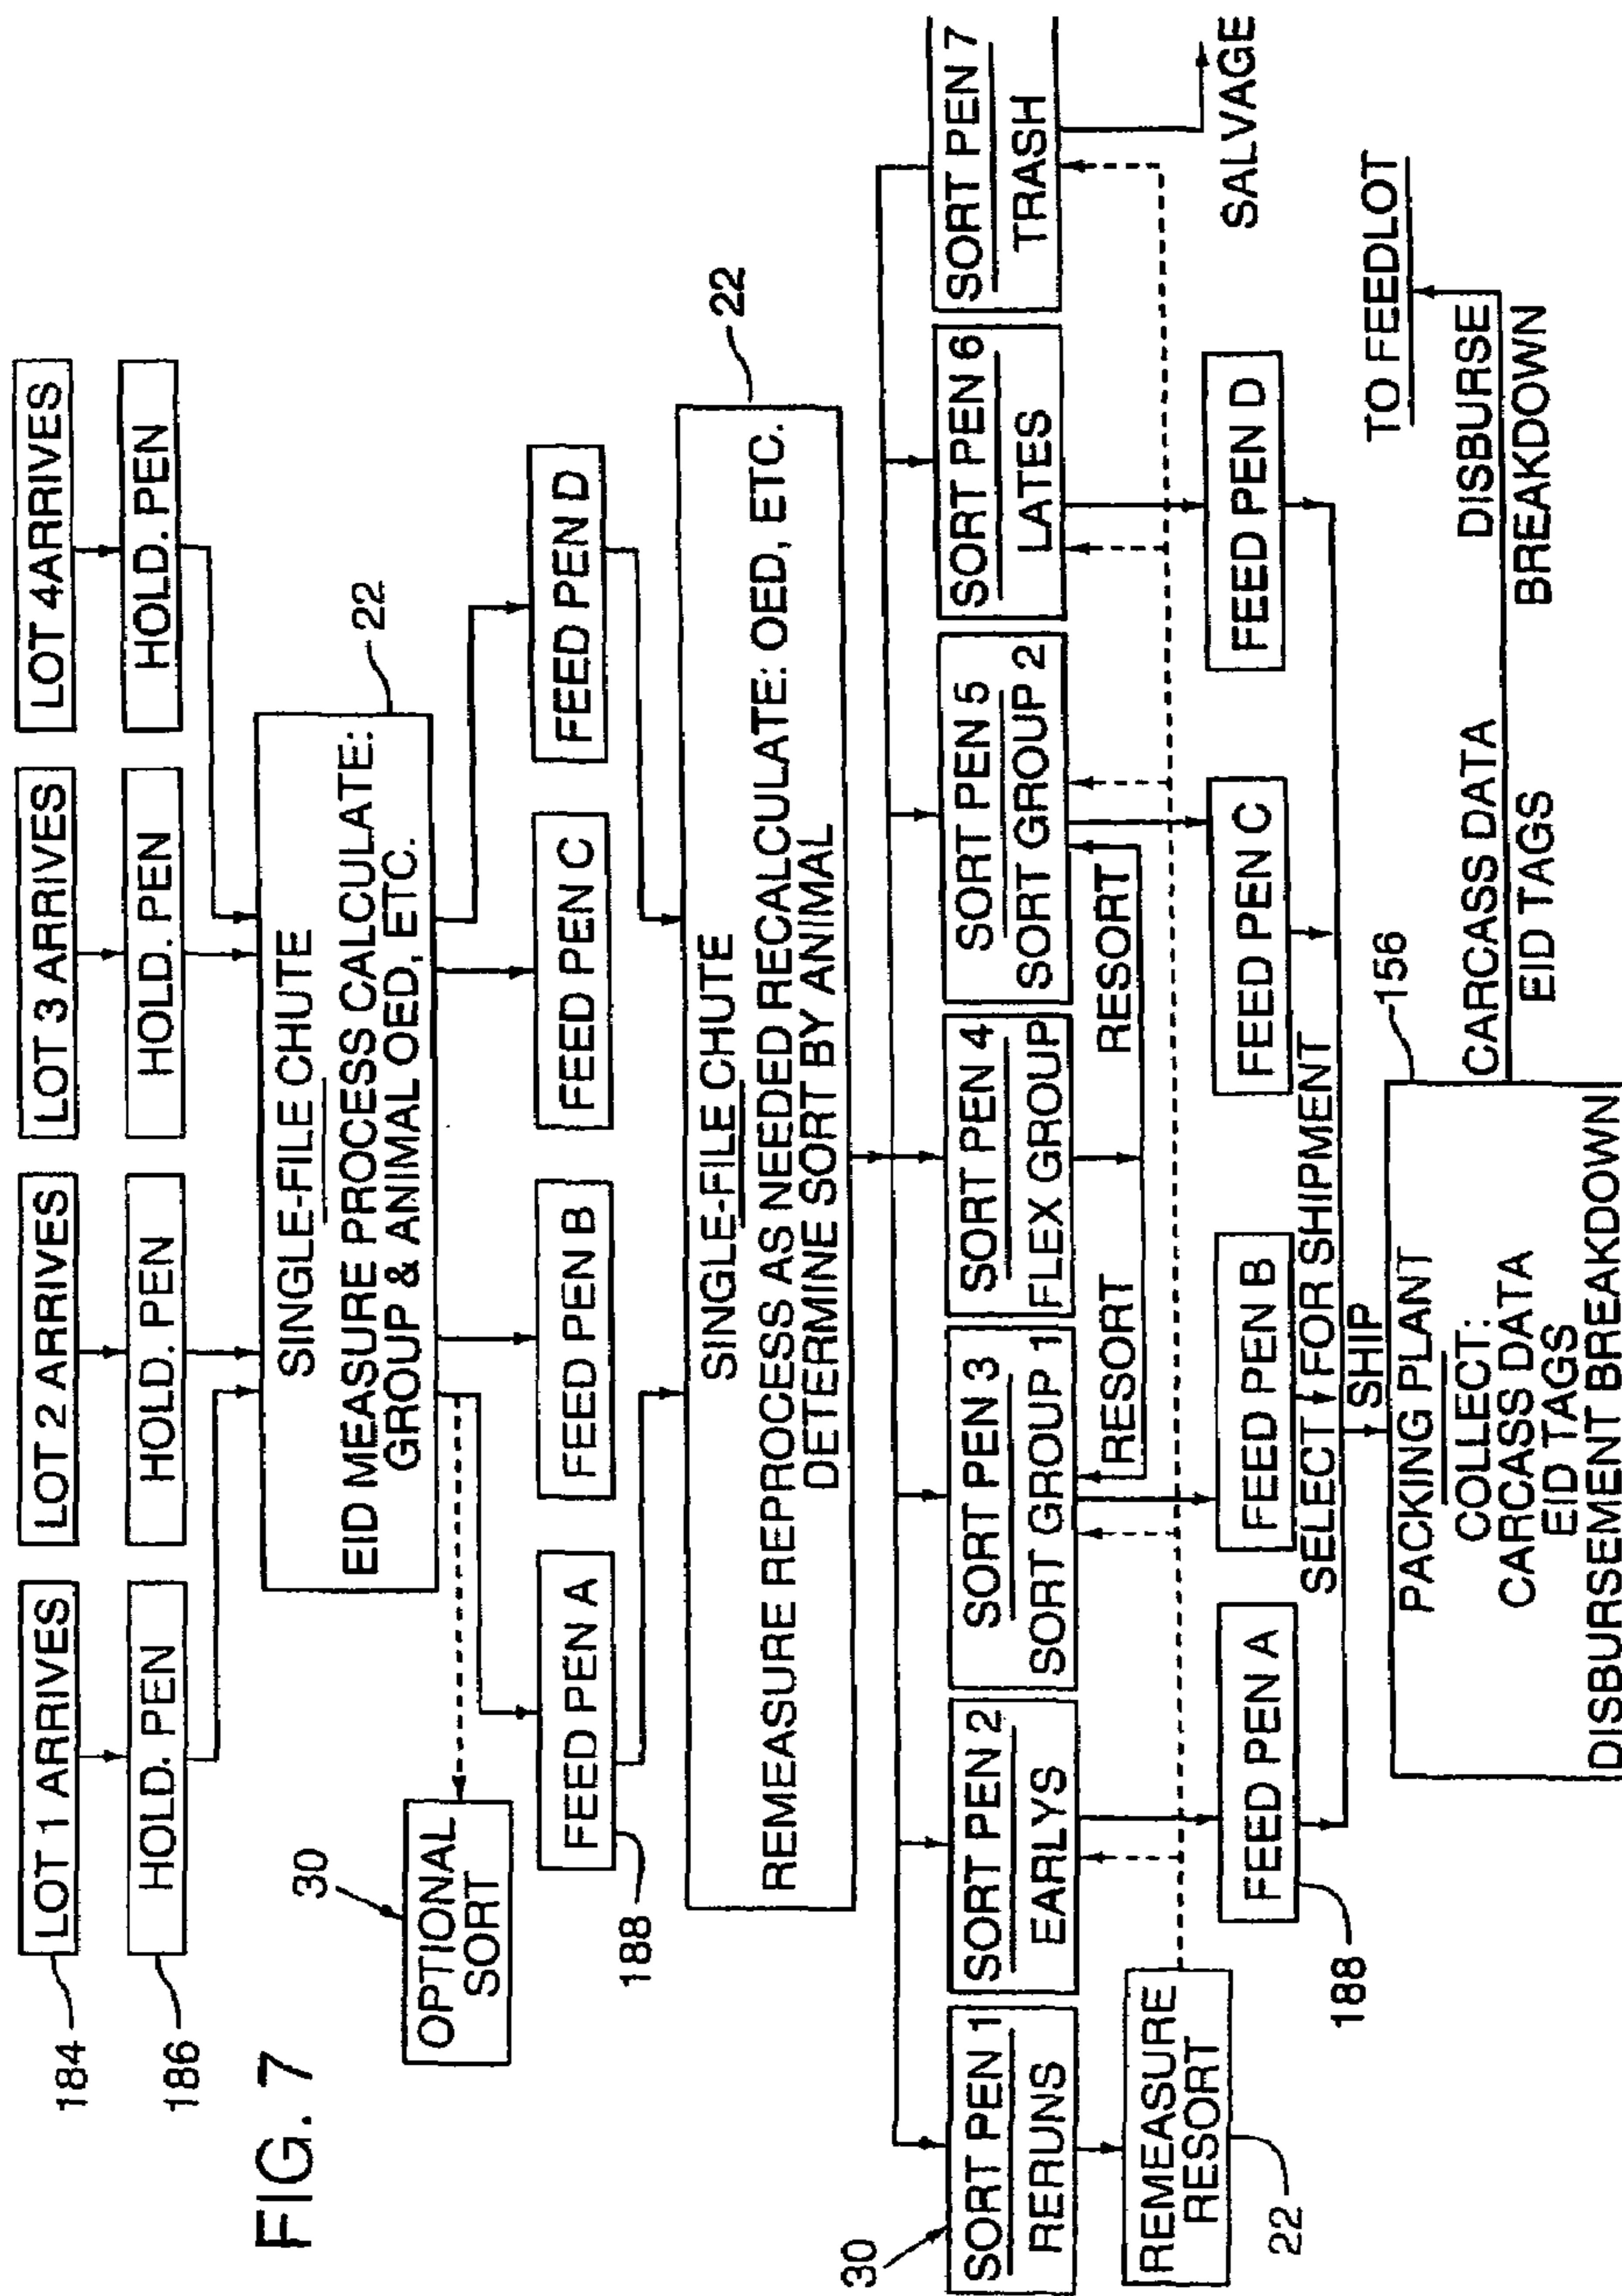 FIG. 7
184
LOT 1 ARRIVES
LOT 2 ARRIVES
LOT 3 ARRIVES
LOT 4 ARRIVES
186
HOLD. PEN
HOLD. PEN
HOLD. PEN
HOLD. PEN
SINGLE-FILE CHUTE
EID MEASURE PROCESS CALCULATE:
GROUP & ANIMAL OED, ETC.
22
30
OPTIONAL
SORT
FEED PEN A
FEED PEN B
FEED PEN C
FEED PEN D
188
SINGLE-FILE CHUTE
REMEASURE REPROCESS AS NEEDED RECALCULATE: OED, ETC.
DETERMINE SORT BY ANIMAL
22
30
SORT PEN 1
RERUNS
SORT PEN 2
EARLYS
SORT PEN 3
SORT GROUP 1
SORT PEN 4
FLEX GROUP
SORT PEN 5
SORT GROUP 2
SORT PEN 6
LATES
SORT PEN 7
TRASH
RESORT
RESORT
REMEASURE
RESORT
22
SALVAGE
FEED PEN A
FEED PEN B
FEED PEN C
FEED PEN D
188
SELECT FOR SHIPMENT
SHIP
PACKING PLANT
COLLECT:
CARCASS DATA
EID TAGS
DISBURSEMENT BREAKDOWN
156
CARCASS DATA
EID TAGS
DISBURSE
BREAKDOWN
TO FEEDLOT